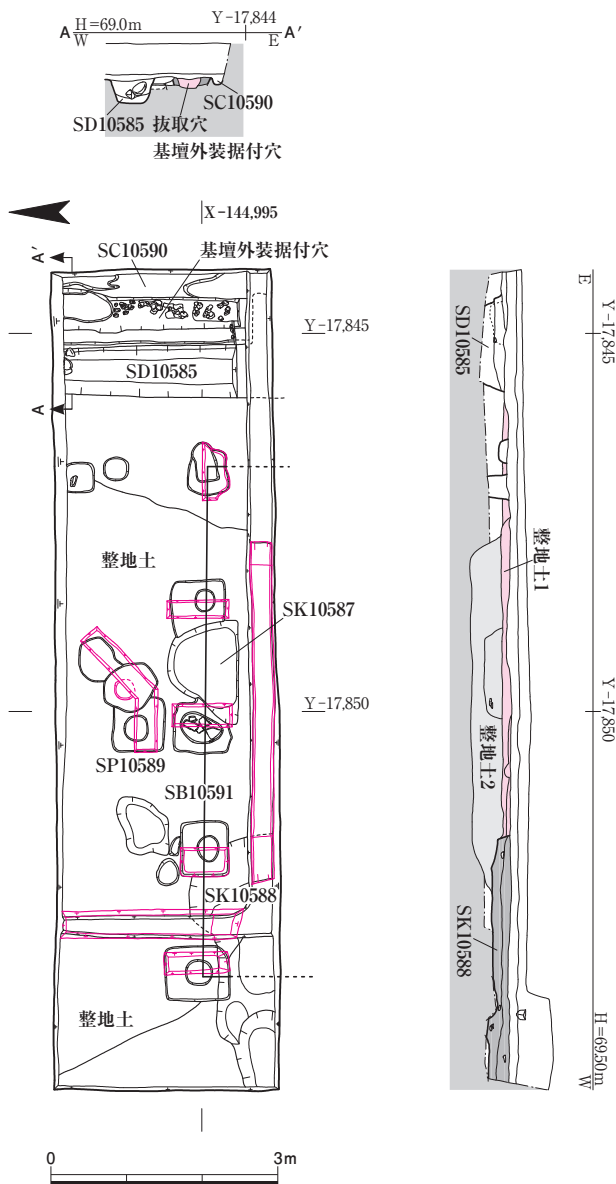 H=69.0m Y-17,844
A W E A′
SD10585 抜取穴 SC10590
基壇外装据付穴
X-144,995
A′ SC10590 基壇外装据付穴
Y-17,845
SD10585
A
整地土
SK10587
Y-17,850
SP10589
SB10591
SK10588
整地土
0 3m
E
Y-17,845
SD10585
整地土1
Y-17,850
整地土2
SK10588
H=69.50m
W